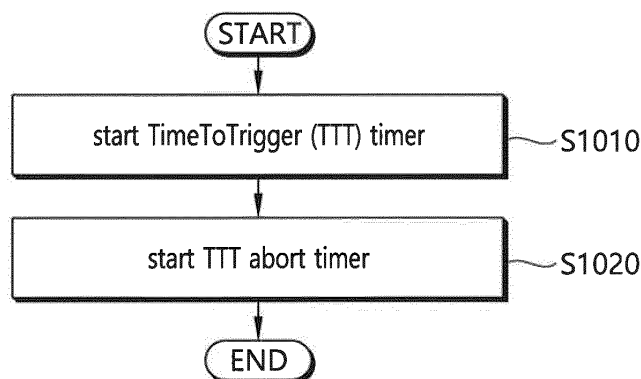 START
start TimeToTrigger (TTT) timer
S1010
start TTT abort timer
S1020
END